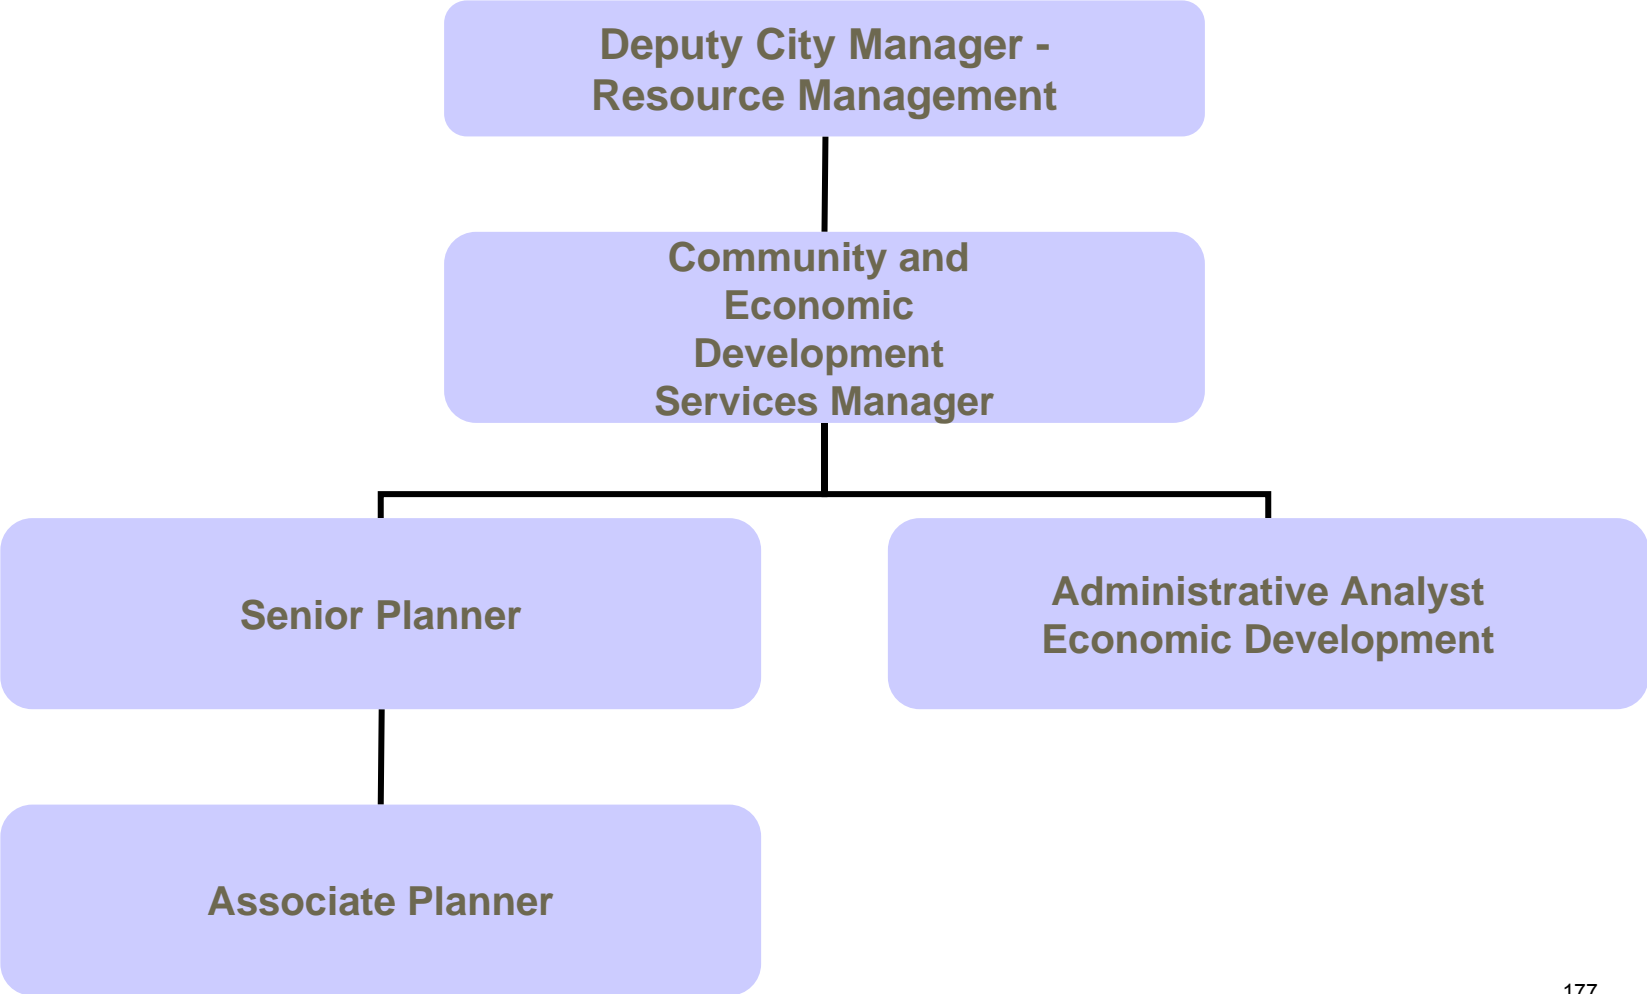 Deputy City Manager -
Resource Management
Community and
Economic
Development
Services Manager
Senior Planner
Administrative Analyst
Economic Development
Associate Planner
177